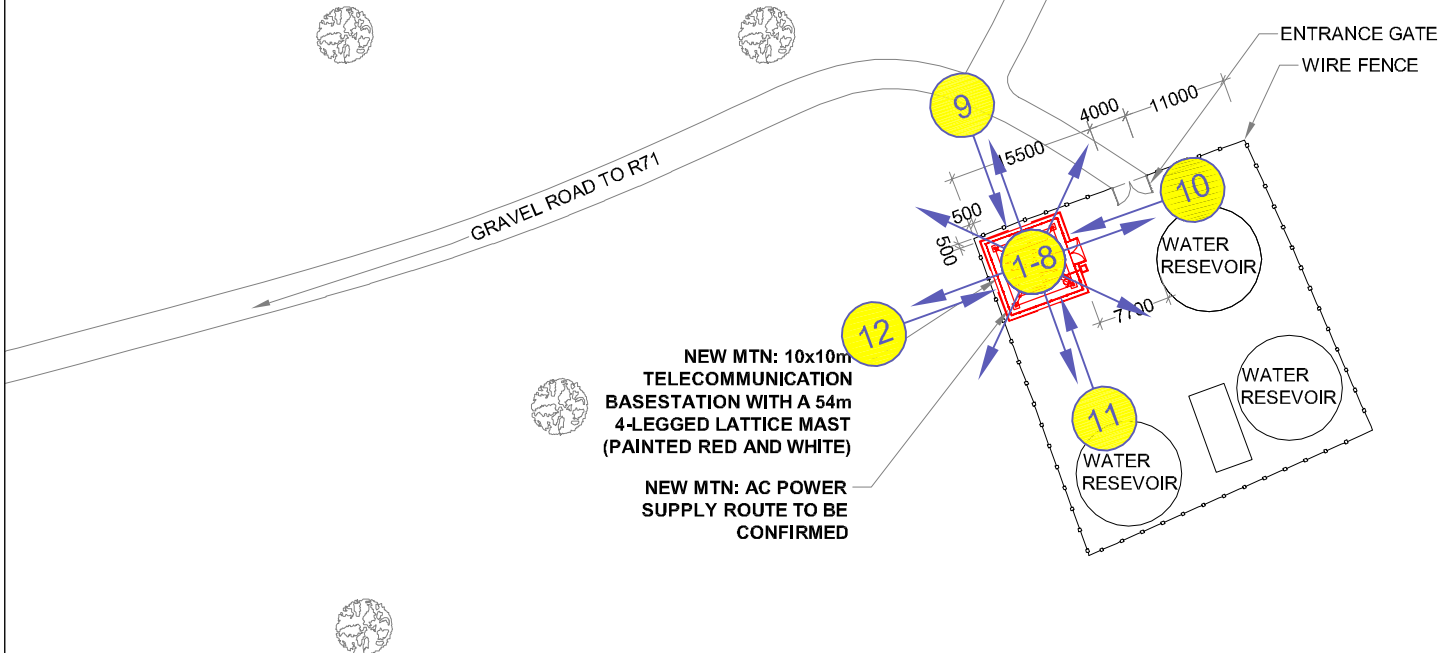 ENTRANCE GATE
WIRE FENCE
9
4000
11000
15500
10
GRAVEL ROAD TO R71
500
500
1-8
WATER
RESEVOIR
7700
12
NEW MTN: 10x10m
TELECOMMUNICATION
BASESTATION WITH A 54m
4-LEGGED LATTICE MAST
(PAINTED RED AND WHITE)
WATER
RESEVOIR
11
WATER
RESEVOIR
NEW MTN: AC POWER
SUPPLY ROUTE TO BE
CONFIRMED